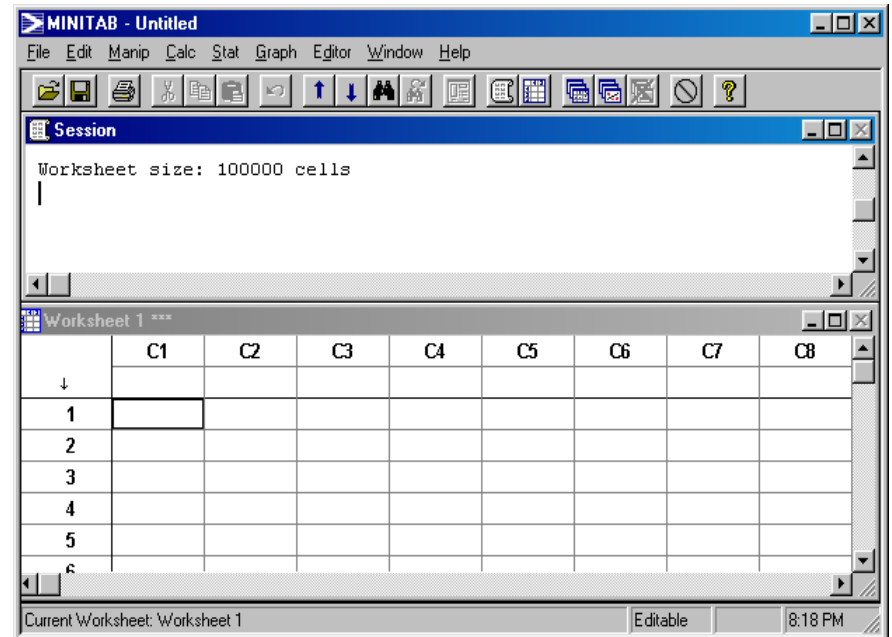 MINITAB - Untitled
File Edit Manip Calc Stat Graph Editor Window Help
Session
Worksheet size: 100000 cells
Worksheet 1 ***
C1 C2 C3 C4 C5 C6 C7 C8
↓
1
2
3
4
5
6
Current Worksheet: Worksheet 1 Editable 8:18 PM